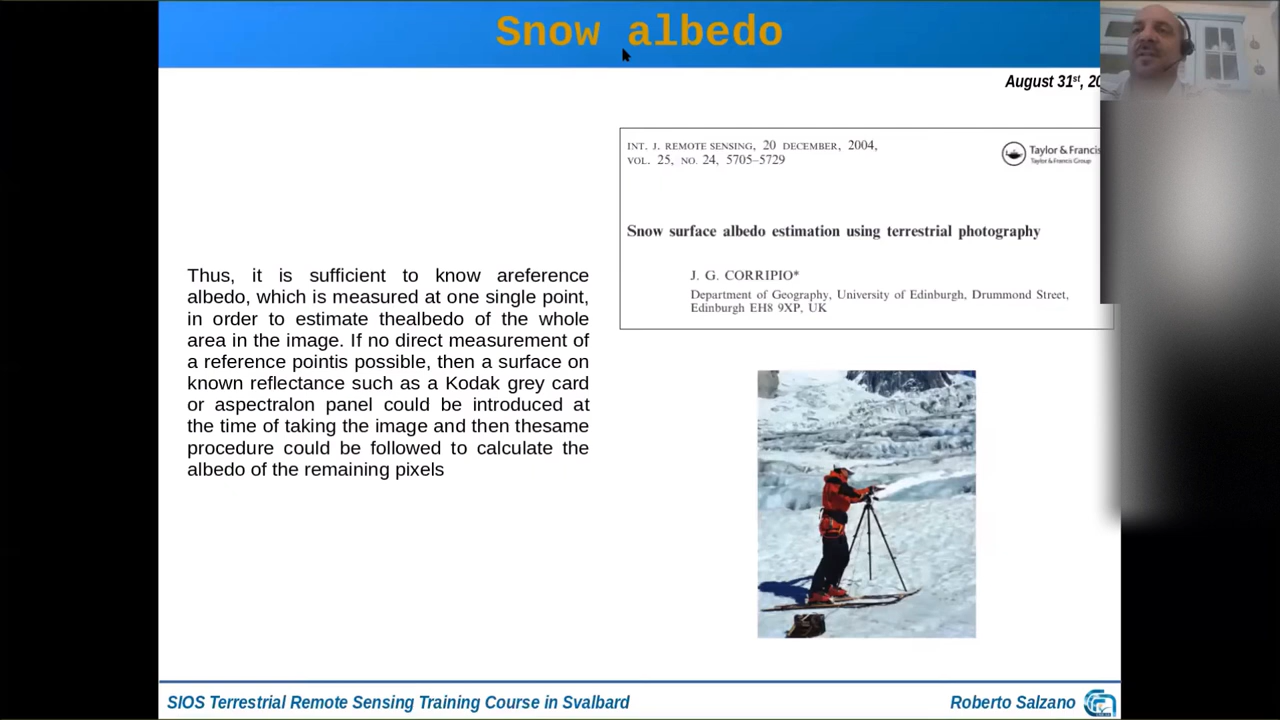 Snow albedo
August 31st, 20
INT. J. REMOTE SENSING, 20 DECEMBER, 2004,
VOL. 25, NO. 24, 5705–5729
Taylor & Francis
Taylor & Francis Group
Snow surface albedo estimation using terrestrial photography
J. G. CORRIPIO*
Department of Geography, University of Edinburgh, Drummond Street,
Edinburgh EH8 9XP, UK
Thus, it is sufficient to know areference
albedo, which is measured at one single point,
in order to estimate thealbedo of the whole
area in the image. If no direct measurement of
a reference pointis possible, then a surface on
known reflectance such as a Kodak grey card
or aspectralon panel could be introduced at
the time of taking the image and then thesame
procedure could be followed to calculate the
albedo of the remaining pixels
SIOS Terrestrial Remote Sensing Training Course in Svalbard
Roberto Salzano